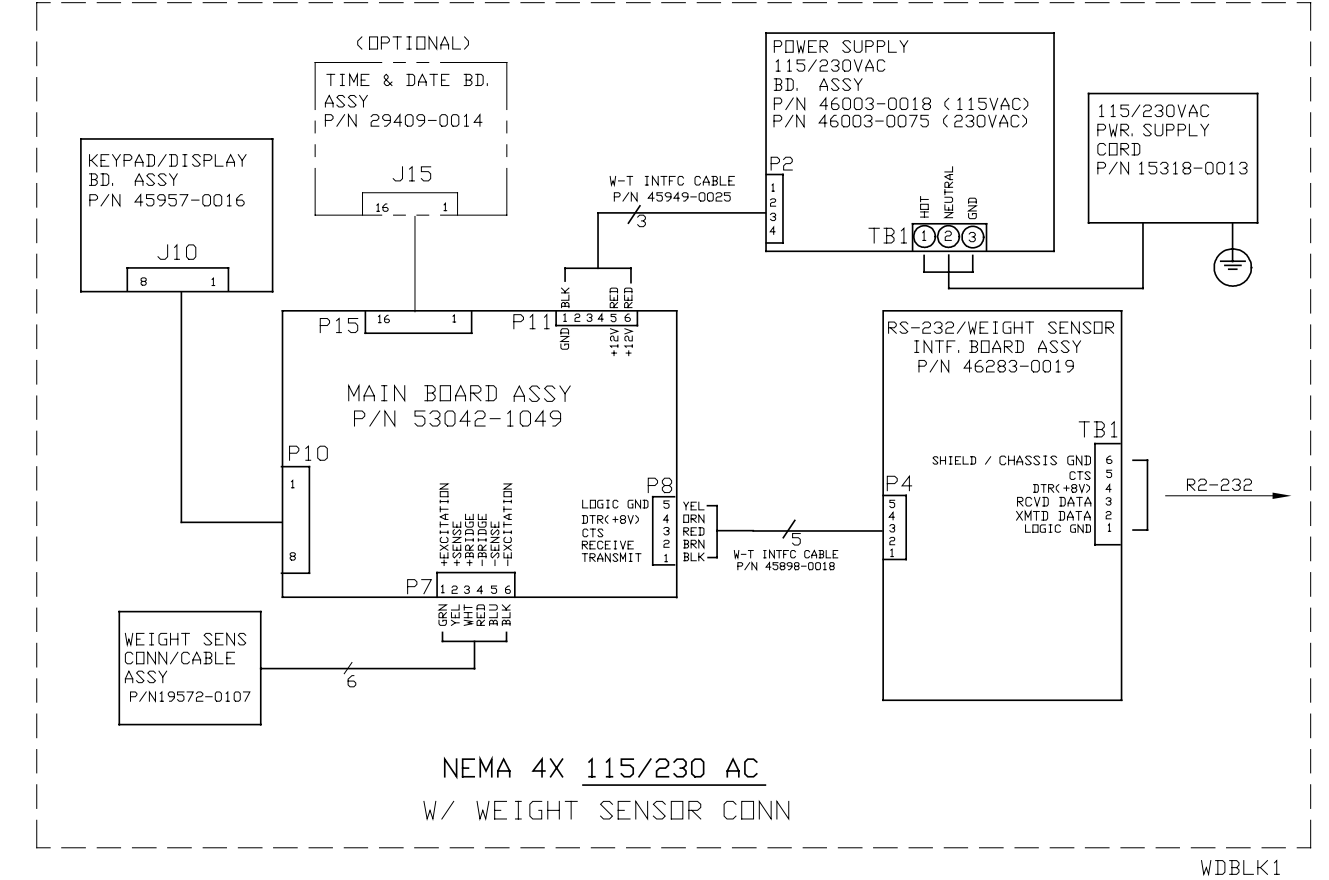 (OPTIONAL)
TIME & DATE BD.
ASSY
P/N 29409-0014
J15
16 1
POWER SUPPLY
115/230VAC
BD. ASSY
P/N 46003-0018 (115VAC)
P/N 46003-0075 (230VAC)
P2
1
2
3
4
HOT
NEUTRAL
GND
TB1 1 2 3
115/230VAC
PWR. SUPPLY
CORD
P/N 15318-0013
KEYPAD/DISPLAY
BD. ASSY
P/N 45957-0016
J10
8 1
W-T INTFC CABLE
P/N 45949-0025
3
P15 16 1
BLK
RED
RED
P11 1 2 3 4 5 6
GND
+12V
+12V
MAIN BOARD ASSY
P/N 53042-1049
P10
1
8
P8
LOGIC GND 5 YEL
DTR(+8V) 4 ORN
CTS 3 RED
RECEIVE 2 BRN
TRANSMIT 1 BLK
+EXCITATION
+SENSE
+BRIDGE
-BRIDGE
-SENSE
-EXCITATION
P7 1 2 3 4 5 6
GRN
YEL
WHT
RED
BLU
BLK
5
W-T INTFC CABLE
P/N 45898-0018
RS-232/WEIGHT SENSOR
INTF. BOARD ASSY
P/N 46283-0019
P4
5
4
3
2
1
TB1
SHIELD / CHASSIS GND 6
CTS 5
DTR(+8V) 4
RCVD DATA 3
XMTD DATA 2
LOGIC GND 1
R2-232
WEIGHT SENS
CONN/CABLE
ASSY
P/N19572-0107
6
NEMA 4X 115/230 AC
W/ WEIGHT SENSOR CONN
WDBLK1